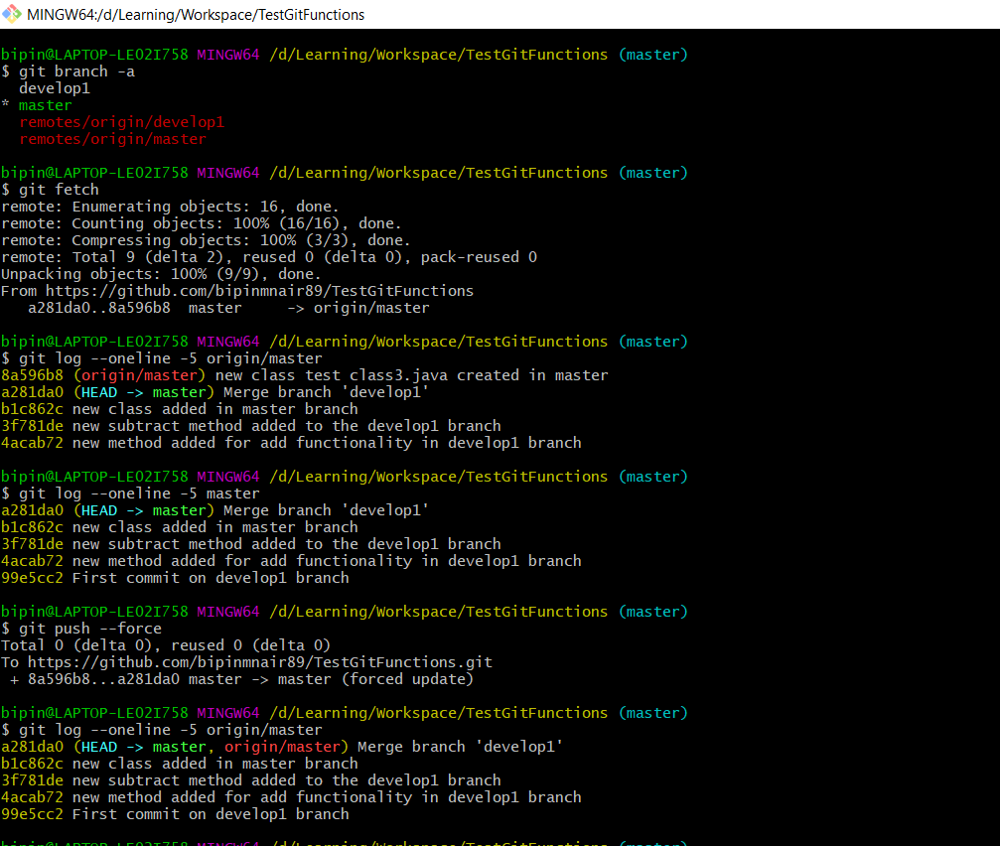 MINGW64:/d/Learning/Workspace/TestGitFunctions
bipin@LAPTOP-LE02I758 MINGW64 /d/Learning/Workspace/TestGitFunctions (master)
$ git branch -a
  develop1
* master
  remotes/origin/develop1
  remotes/origin/master
bipin@LAPTOP-LE02I758 MINGW64 /d/Learning/Workspace/TestGitFunctions (master)
$ git fetch
remote: Enumerating objects: 16, done.
remote: Counting objects: 100% (16/16), done.
remote: Compressing objects: 100% (3/3), done.
remote: Total 9 (delta 2), reused 0 (delta 0), pack-reused 0
Unpacking objects: 100% (9/9), done.
From https://github.com/bipinmnair89/TestGitFunctions
   a281da0..8a596b8  master     -> origin/master
bipin@LAPTOP-LE02I758 MINGW64 /d/Learning/Workspace/TestGitFunctions (master)
$ git log --oneline -5 origin/master
8a596b8 (origin/master) new class test class3.java created in master
a281da0 (HEAD -> master) Merge branch 'develop1'
b1c862c new class added in master branch
3f781de new subtract method added to the develop1 branch
4acab72 new method added for add functionality in develop1 branch
bipin@LAPTOP-LE02I758 MINGW64 /d/Learning/Workspace/TestGitFunctions (master)
$ git log --oneline -5 master
a281da0 (HEAD -> master) Merge branch 'develop1'
b1c862c new class added in master branch
3f781de new subtract method added to the develop1 branch
4acab72 new method added for add functionality in develop1 branch
99e5cc2 First commit on develop1 branch
bipin@LAPTOP-LE02I758 MINGW64 /d/Learning/Workspace/TestGitFunctions (master)
$ git push --force
Total 0 (delta 0), reused 0 (delta 0)
To https://github.com/bipinmnair89/TestGitFunctions.git
 + 8a596b8...a281da0 master -> master (forced update)
bipin@LAPTOP-LE02I758 MINGW64 /d/Learning/Workspace/TestGitFunctions (master)
$ git log --oneline -5 origin/master
a281da0 (HEAD -> master, origin/master) Merge branch 'develop1'
b1c862c new class added in master branch
3f781de new subtract method added to the develop1 branch
4acab72 new method added for add functionality in develop1 branch
99e5cc2 First commit on develop1 branch
bipin@LAPTOP-LE02I758 MINGW64 /d/Learning/Workspace/TestGitFunctions (master)